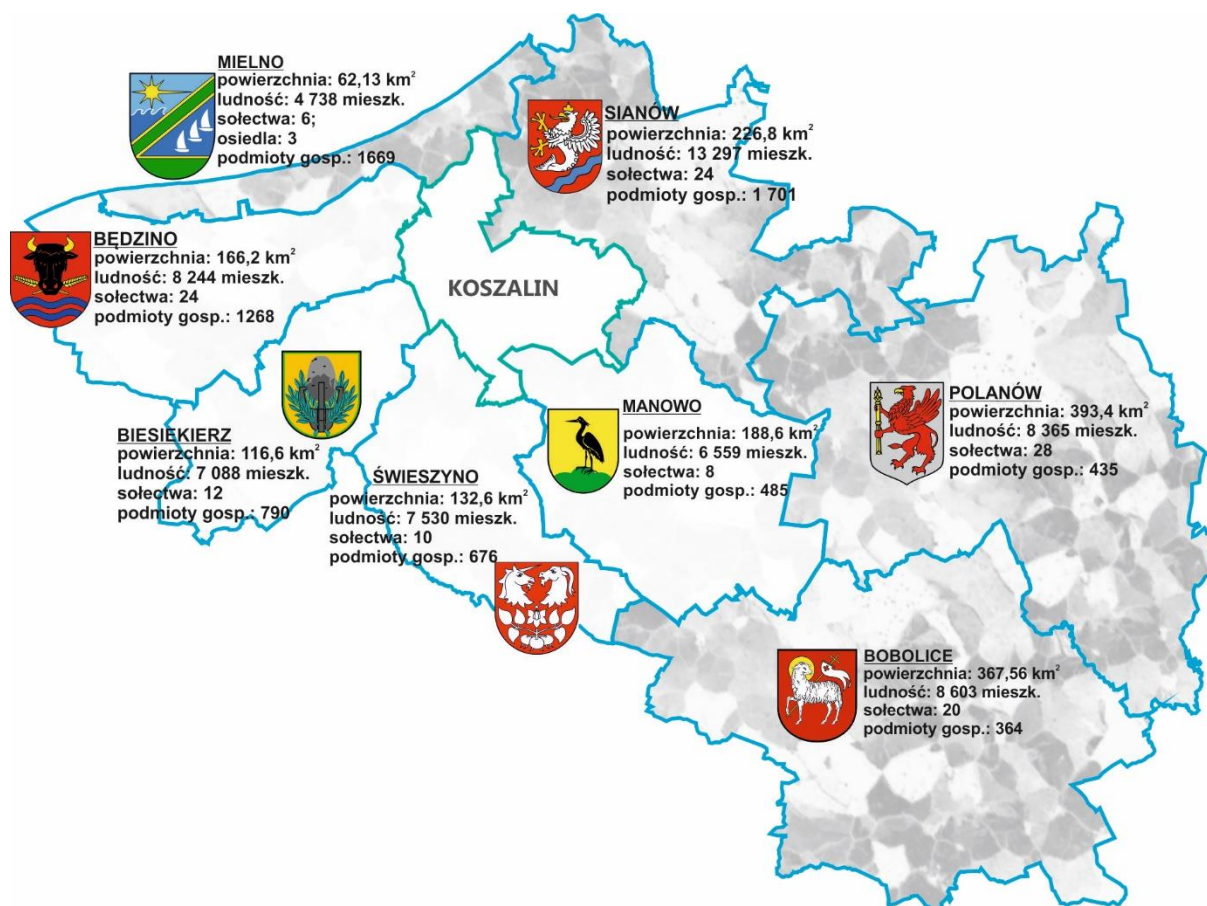 MIELNO
powierzchnia: 62,13 km²
ludność: 4 738 mieszk.
sołectwa: 6;
osiedla: 3
podmioty gosp.: 1669
SIANÓW
powierzchnia: 226,8 km²
ludność: 13 297 mieszk.
sołectwa: 24
podmioty gosp.: 1 701
BĘDZINO
powierzchnia: 166,2 km²
ludność: 8 244 mieszk.
sołectwa: 24
podmioty gosp.: 1268
KOSZALIN
BIESIEKIERZ
powierzchnia: 116,6 km²
ludność: 7 088 mieszk.
sołectwa: 12
podmioty gosp.: 790
ŚWIESZYNO
powierzchnia: 132,6 km²
ludność: 7 530 mieszk.
sołectwa: 10
podmioty gosp.: 676
MANOWO
powierzchnia: 188,6 km²
ludność: 6 559 mieszk.
sołectwa: 8
podmioty gosp.: 485
POLANÓW
powierzchnia: 393,4 km²
ludność: 8 365 mieszk.
sołectwa: 28
podmioty gosp.: 435
BOBOLICE
powierzchnia: 367,56 km²
ludność: 8 603 mieszk.
sołectwa: 20
podmioty gosp.: 364